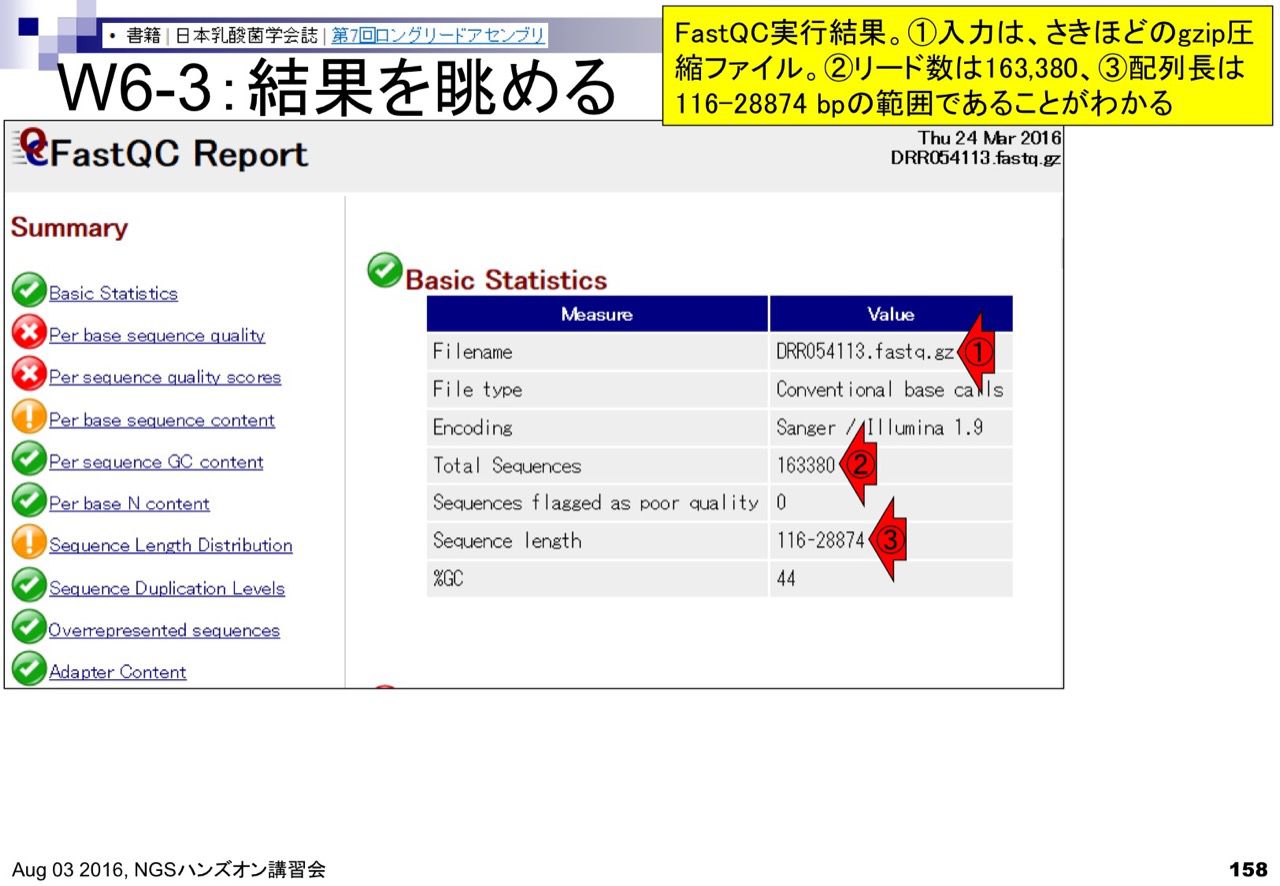 • 書籍 | 日本乳酸菌学会誌 | 第7回ロングリードアセンブリ
W6-3：結果を眺める
FastQC実行結果。①入力は、さきほどのgzip圧
縮ファイル。②リード数は163,380、③配列長は
116-28874 bpの範囲であることがわかる
FastQC Report
Thu 24 Mar 2016
DRR054113.fastq.gz
Summary
Basic Statistics
Per base sequence quality
Per sequence quality scores
Per base sequence content
Per sequence GC content
Per base N content
Sequence Length Distribution
Sequence Duplication Levels
Overrepresented sequences
Adapter Content
Basic Statistics
Measure Value
Filename DRR054113.fastq.gz ①
File type Conventional base calls
Encoding Sanger / Illumina 1.9
Total Sequences 163380 ②
Sequences flagged as poor quality 0
Sequence length 116-28874 ③
%GC 44
Aug 03 2016, NGSハンズオン講習会
158